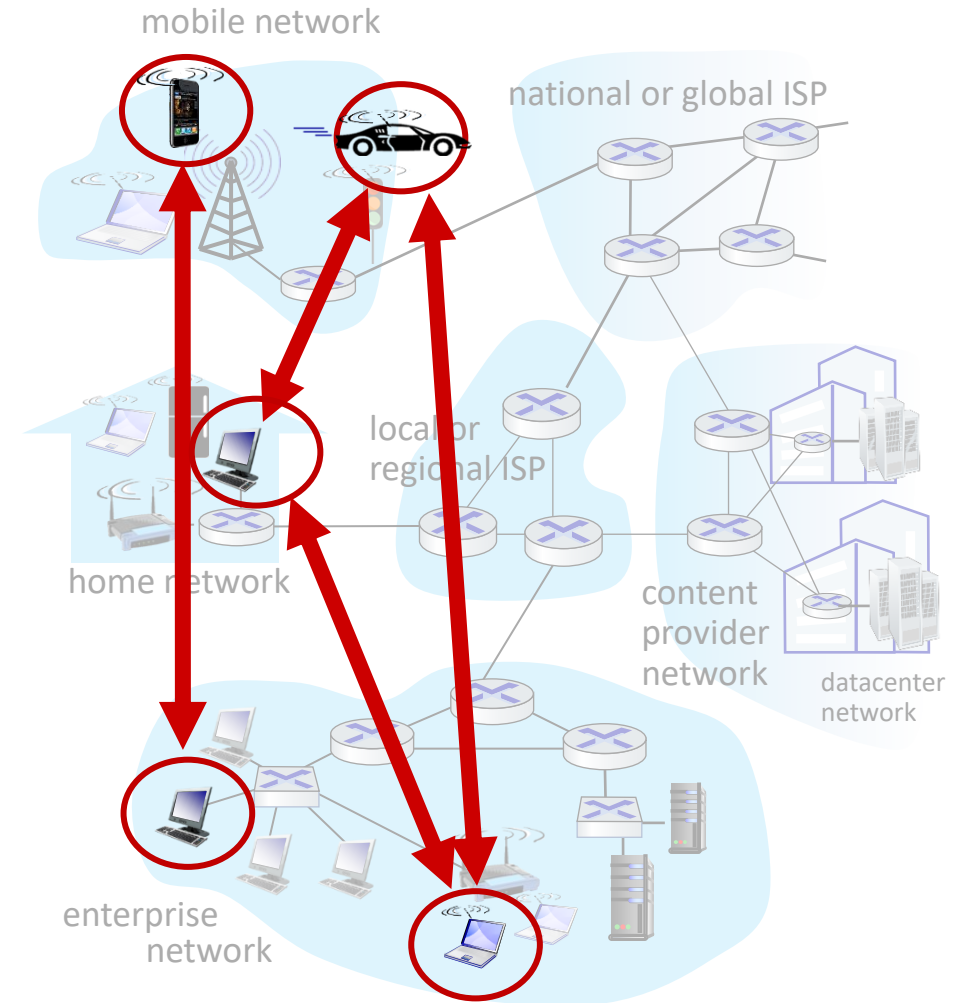 mobile network
national or global ISP
local or
regional ISP
home network
content
provider
network
datacenter
network
enterprise
network